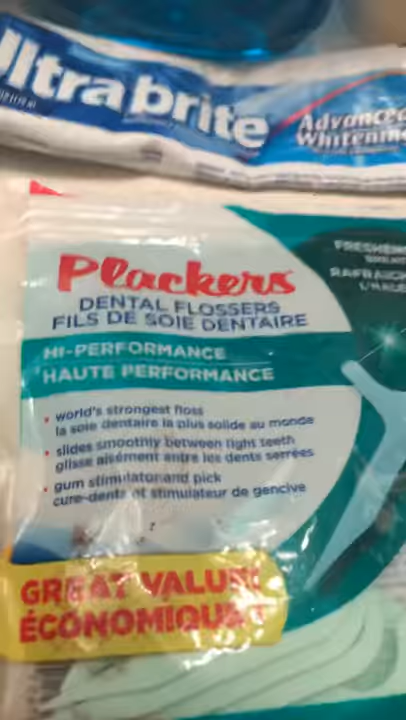 Ultra brite
Advanced
Whitening
Plackers
DENTAL FLOSSERS
FILS DE SOIE DENTAIRE
HI-PERFORMANCE
HAUTE PERFORMANCE
• world's strongest floss
la soie dentaire la plus solide au monde
• slides smoothly between tight teeth
glisse aisément entre les dents serrées
• gum stimulator and pick
cure-dents et stimulateur de gencive
GREAT VALUE!
ÉCONOMIQUE!